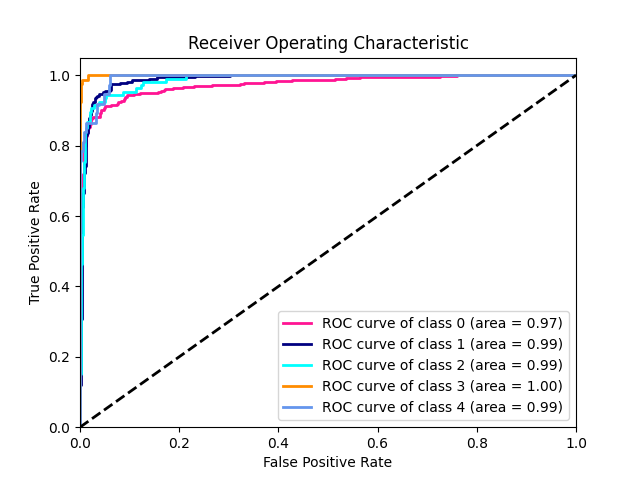 Receiver Operating Characteristic
True Positive Rate
1.0
0.8
0.6
0.4
0.2
0.0
ROC curve of class 0 (area = 0.97)
ROC curve of class 1 (area = 0.99)
ROC curve of class 2 (area = 0.99)
ROC curve of class 3 (area = 1.00)
ROC curve of class 4 (area = 0.99)
0.0 0.2 0.4 0.6 0.8 1.0
False Positive Rate